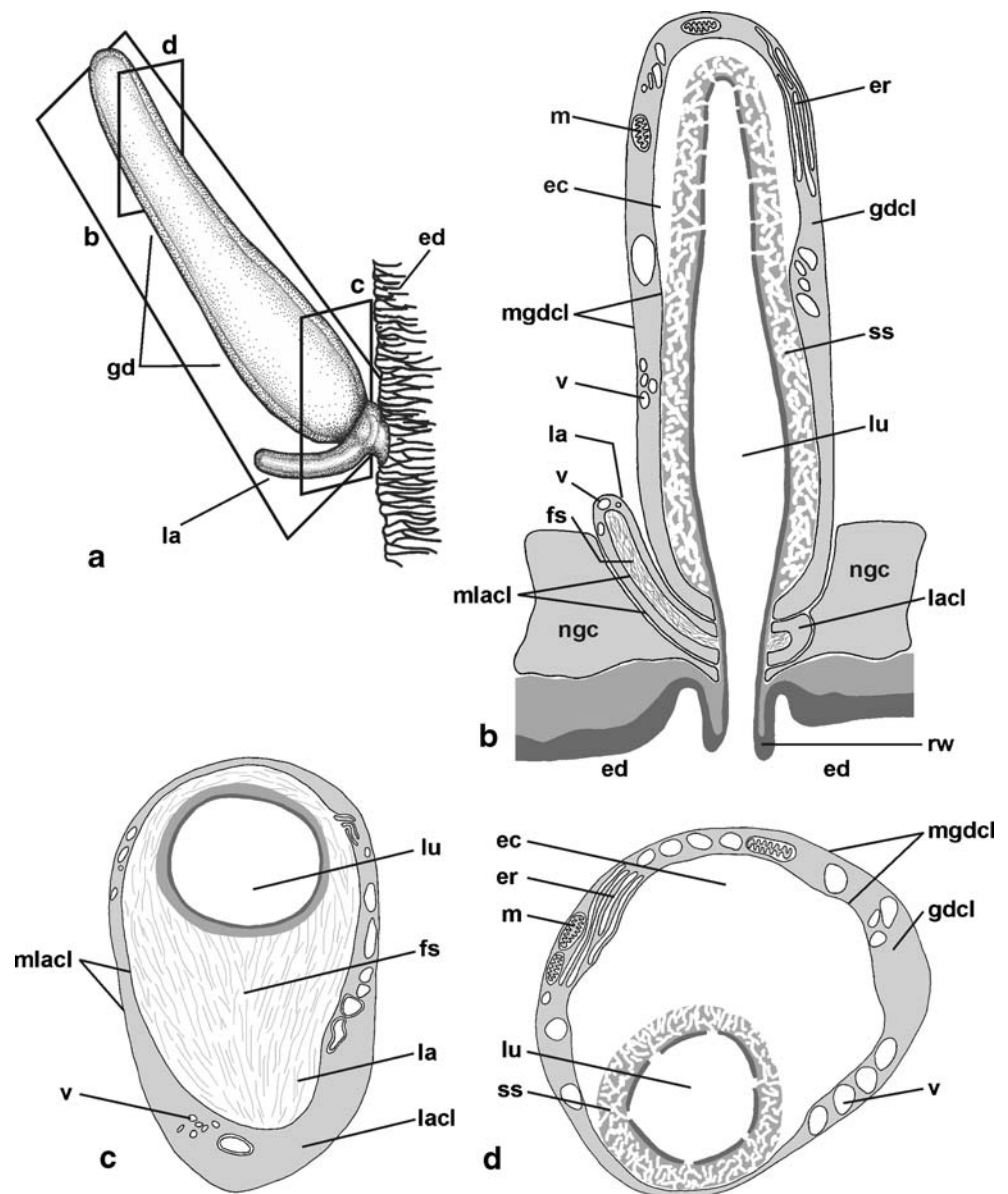 d
b
ed
c
gd
la
a
m
er
ec
gdcl
mgdcl
ss
v
la
lu
v
fs
ngc
mlacl
lacl
ngc
b
rw
ed
ed
lu
mlacl
fs
la
v
lacl
c
ec
mgdcl
er
m
gdcl
lu
ss
v
d